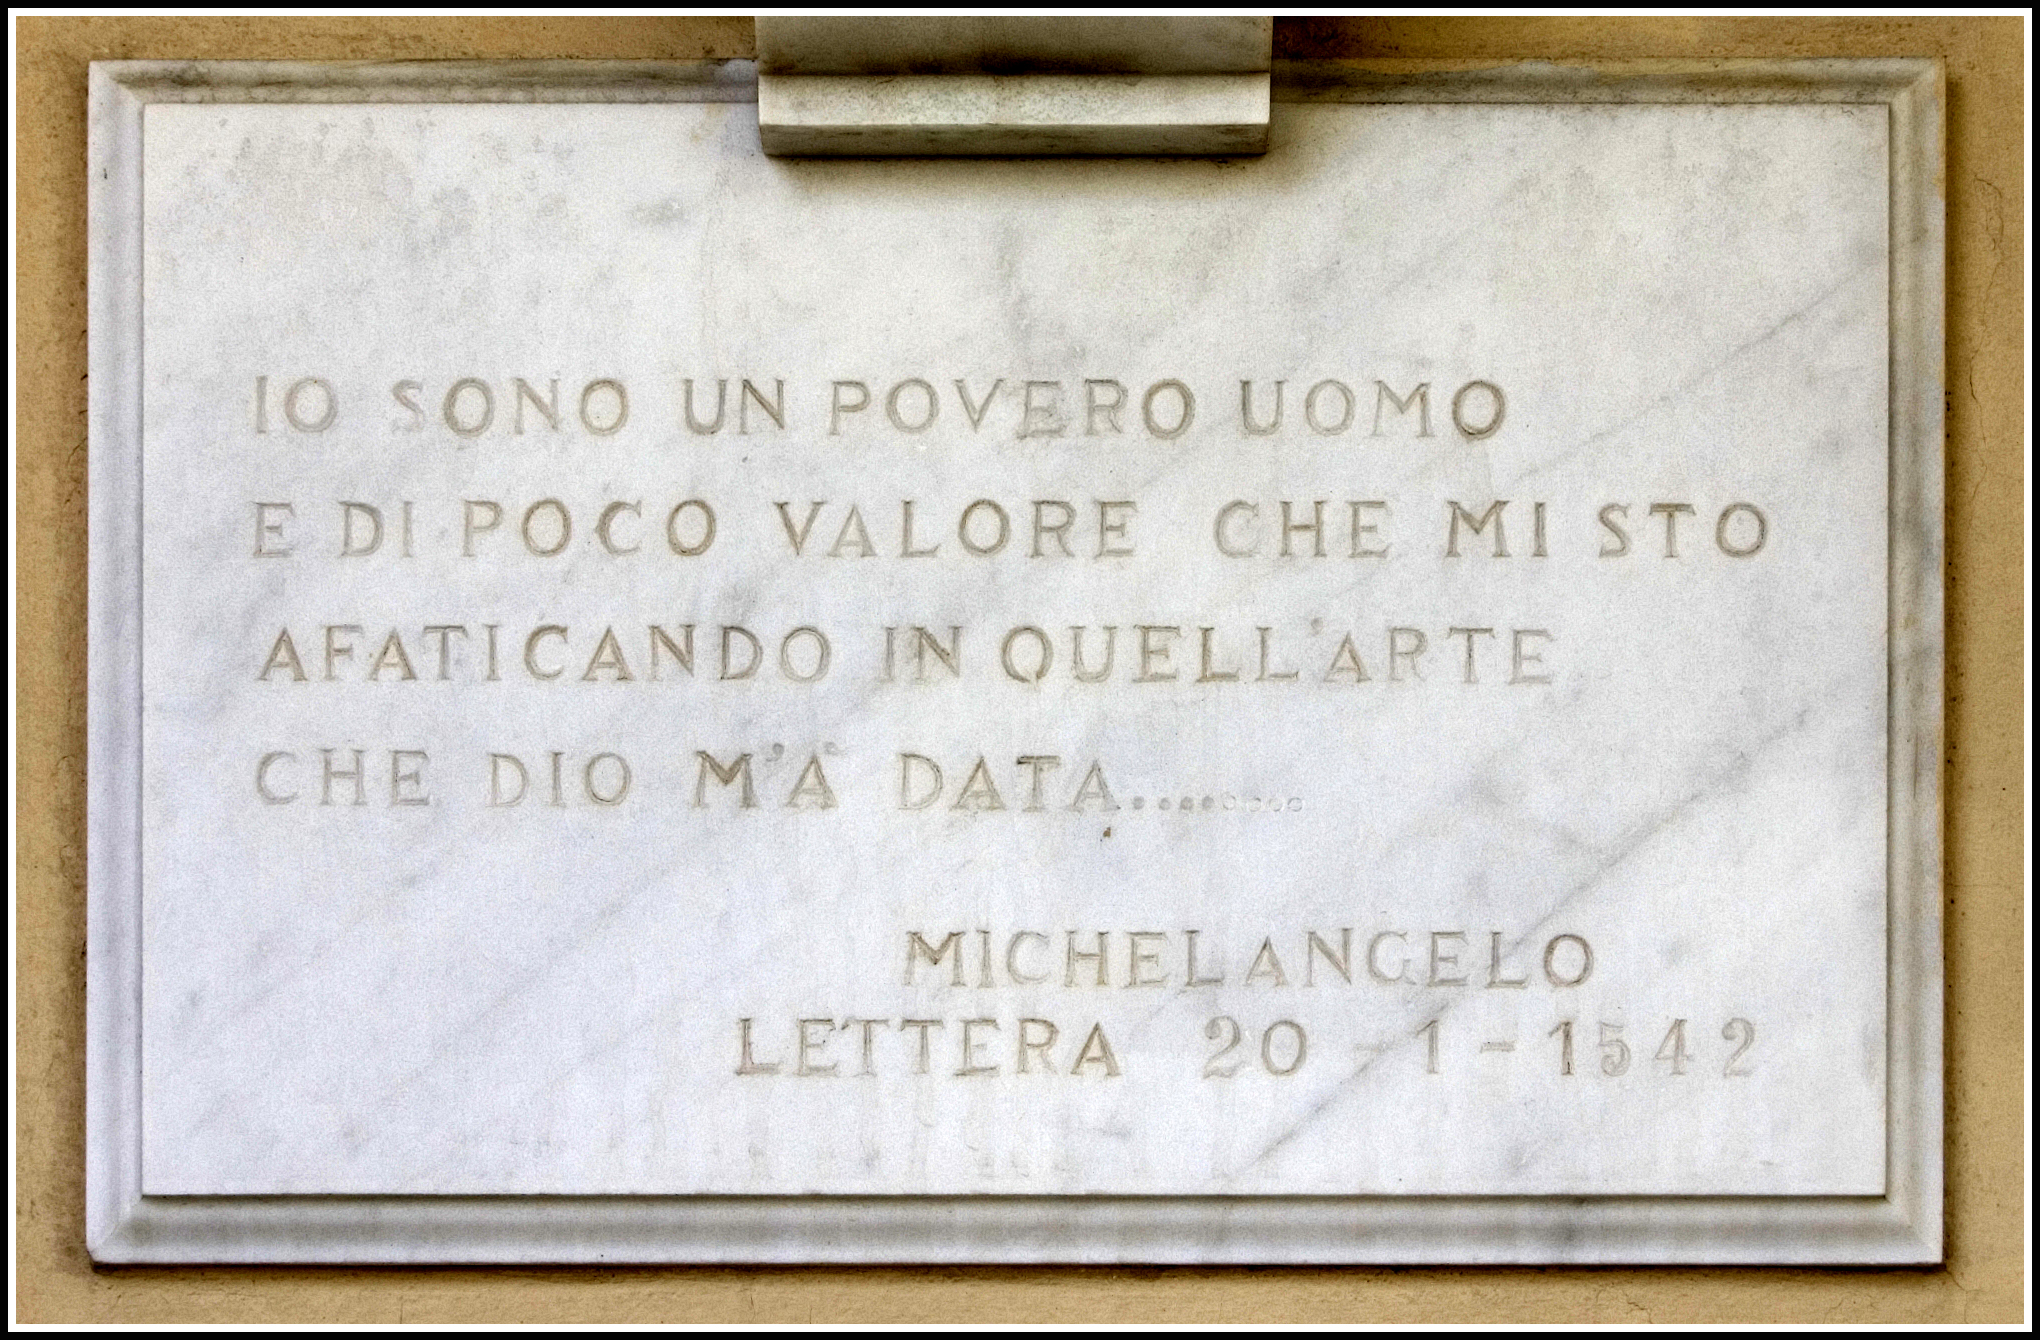 IO SONO UN POVERO UOMO
E DI POCO VALORE CHE MI STO
AFATICANDO IN QUELL'ARTE
CHE DIO M'A DATA..........
MICHELANGELO
LETTERA 20 - 1 - 1542